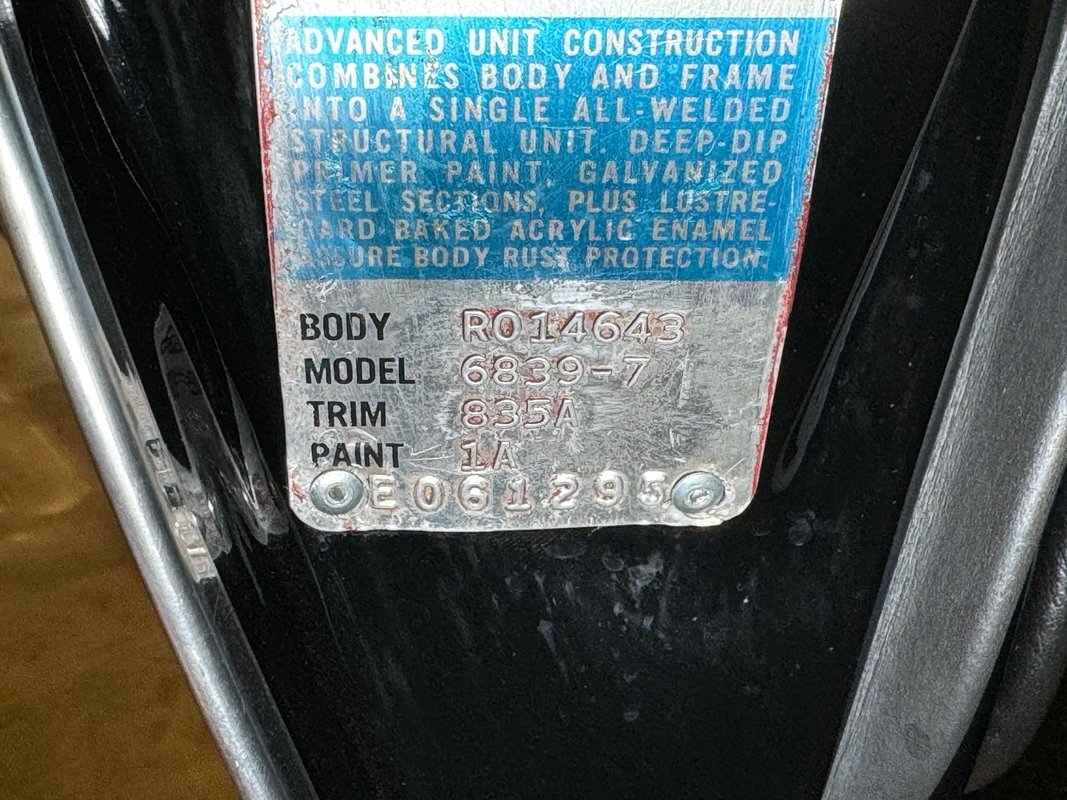 ADVANCED UNIT CONSTRUCTION
COMBINES BODY AND FRAME
INTO A SINGLE ALL-WELDED
STRUCTURAL UNIT. DEEP-DIP
PRIMER PAINT, GALVANIZED
STEEL SECTIONS, PLUS LUSTRE-
GARD BAKED ACRYLIC ENAMEL
ASSURE BODY RUST PROTECTION.
BODY R014643
MODEL 6839-7
TRIM 835A
PAINT 1A
E061295